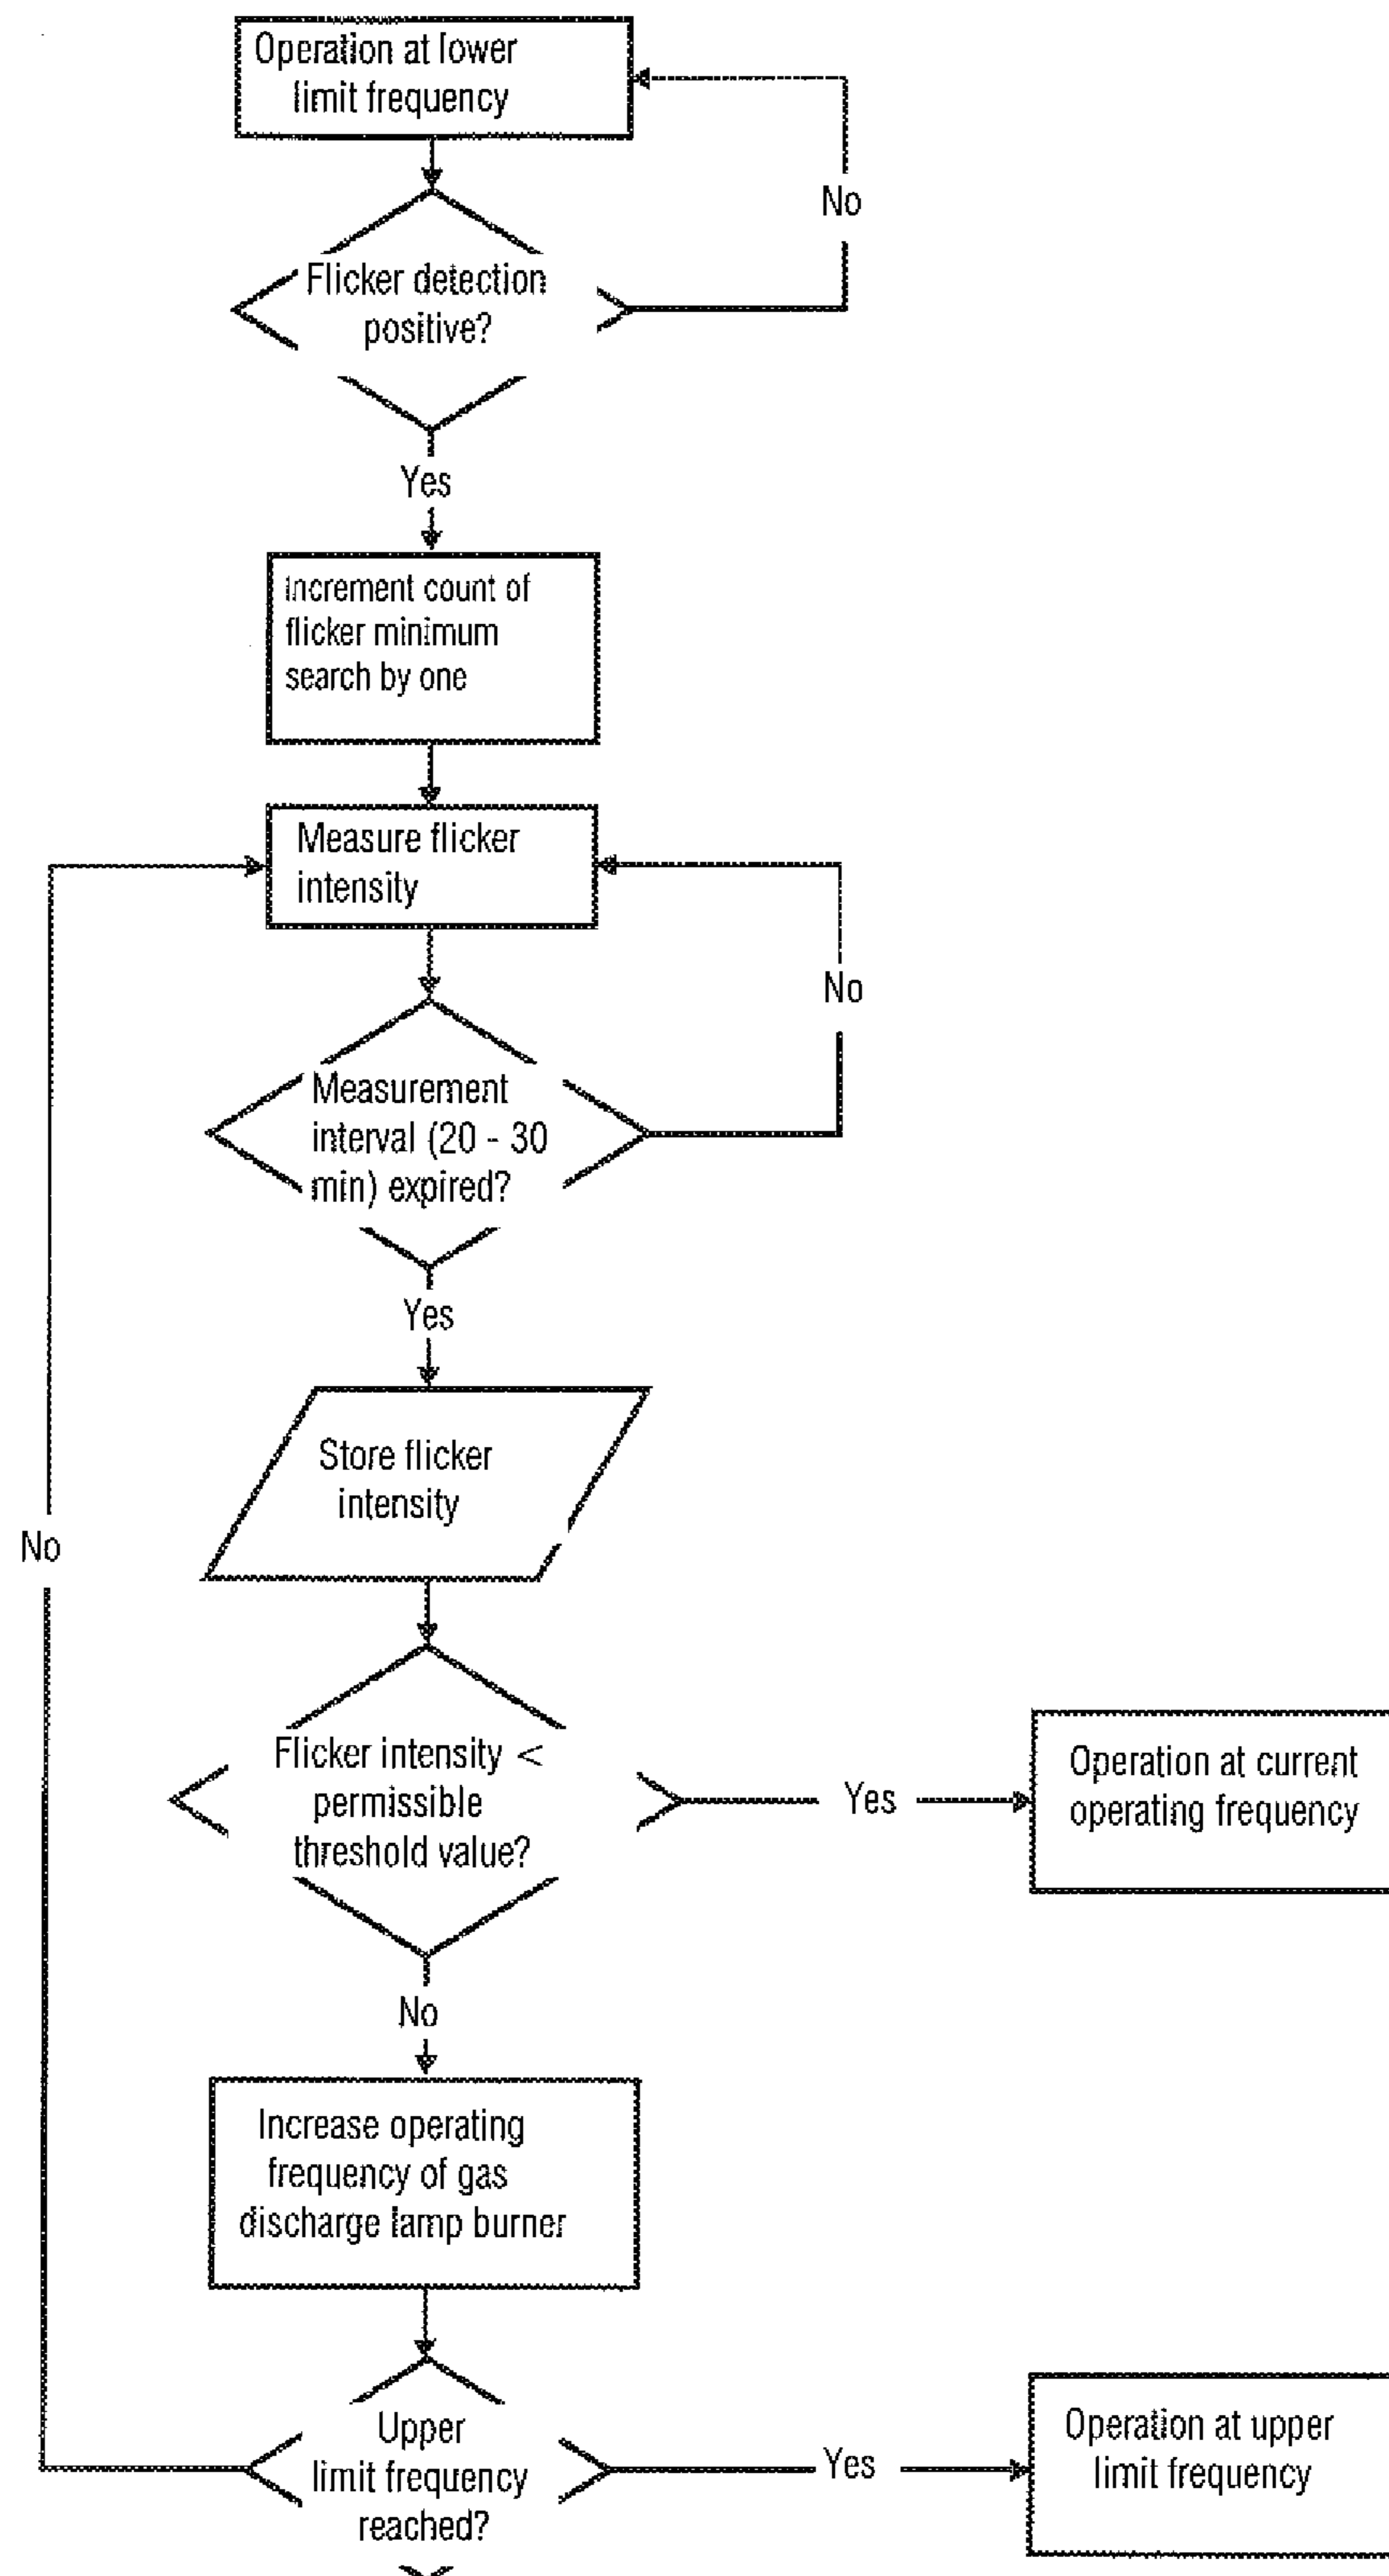 Operation at lower
limit frequency
No
Flicker detection
positive?
Yes
Increment count of
flicker minimum
search by one
Measure flicker
intensity
No
Measurement
interval (20 - 30
min) expired?
Yes
Store flicker
intensity
No
Flicker intensity <
permissible
threshold value?
Yes
Operation at current
operating frequency
No
Increase operating
frequency of gas
discharge lamp burner
Upper
limit frequency
reached?
Yes
Operation at upper
limit frequency